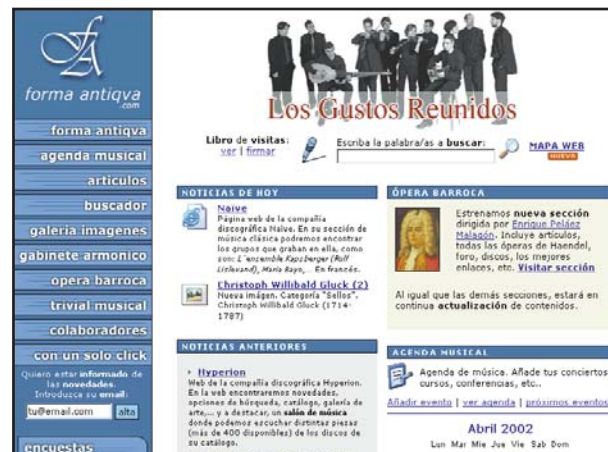 fA
forma antiqva
.com
forma antiqva
agenda musical
artículos
buscador
galería imagenes
gabinete armonico
opera barroca
trivial musical
colaboradores
con un solo click
Quiero estar informado de
las novedades.
Introduzca su email:
tu@email.com alta
encuestas
Los Gustos Reunidos
Libro de visitas:
ver | firmar
Escriba la palabra/as a buscar:
MAPA WEB
NUEVO
NOTICIAS DE HOY
Naive
Página web de la compañía
discográfica Naive. En su sección de
música clásica podremos encontrar
los grupos que graban en ella, como
son: L´ensemble Kapsberger (Rolf
Lislevand), Maria Bayo,... En francés.
Christoph Willibald Gluck (2)
Nueva imágen. Categoría "Sellos".
Christoph Willibald Gluck (1714-
1787)
NOTICIAS ANTERIORES
Hyperion
Web de la compañía discográfica Hyperion.
En la web encontraremos novedades,
opciones de búsqueda, catálogo, galería de
arte,... y a destacar, un salón de música
donde podemos escuchar distintas piezas
(más de 400 disponibles) de los discos de
su catálogo.
ÓPERA BARROCA
Estrenamos nueva sección
dirigida por Enrique Peláez
Malagón. Incluye artículos,
todas las óperas de Haendel,
foro, discos, los mejores
enlaces, etc. Visitar sección
Al igual que las demás secciones, estará en
continua actualización de contenidos.
AGENDA MUSICAL
Agenda de música. Añade tus conciertos
cursos, conferencias, etc..
Añadir evento | ver agenda | próximos eventos
Abril 2002
Lun Mar Mie Jue Vie Sab Dom